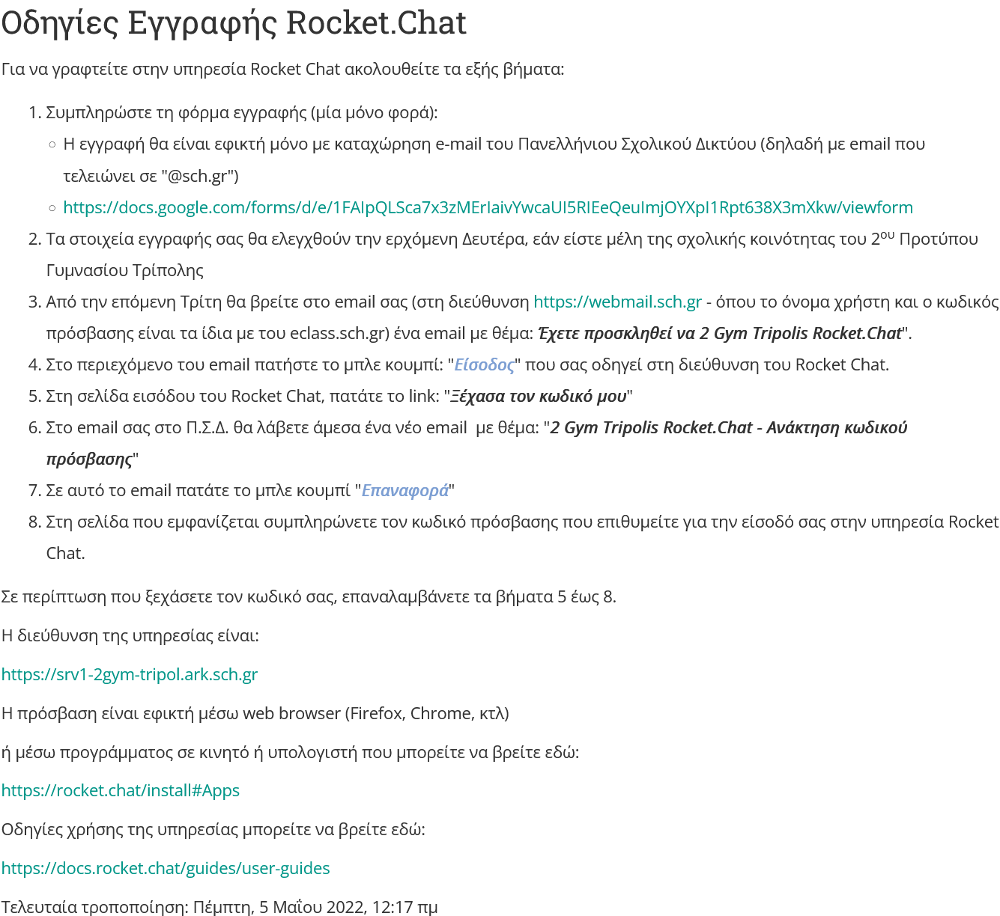 Οδηγίες Εγγραφής Rocket.Chat
Για να γραφτείτε στην υπηρεσία Rocket Chat ακολουθείτε τα εξής βήματα:
1. Συμπληρώστε τη φόρμα εγγραφής (μία μόνο φορά):
○ Η εγγραφή θα είναι εφικτή μόνο με καταχώρηση e-mail του Πανελλήνιου Σχολικού Δικτύου (δηλαδή με email που
τελειώνει σε "@sch.gr")
○ https://docs.google.com/forms/d/e/1FAIpQLSca7x3zMErIaivYwcaUI5RIEeQeuImjOYXpI1Rpt638X3mXkw/viewform
2. Τα στοιχεία εγγραφής σας θα ελεγχθούν την ερχόμενη Δευτέρα, εάν είστε μέλη της σχολικής κοινότητας του 2ου Προτύπου
Γυμνασίου Τρίπολης
3. Από την επόμενη Τρίτη θα βρείτε στο email σας (στη διεύθυνση https://webmail.sch.gr - όπου το όνομα χρήστη και ο κωδικός
πρόσβασης είναι τα ίδια με του eclass.sch.gr) ένα email με θέμα: Έχετε προσκληθεί να 2 Gym Tripolis Rocket.Chat".
4. Στο περιεχόμενο του email πατήστε το μπλε κουμπί: "Είσοδος" που σας οδηγεί στη διεύθυνση του Rocket Chat.
5. Στη σελίδα εισόδου του Rocket Chat, πατάτε το link: "Ξέχασα τον κωδικό μου"
6. Στο email σας στο Π.Σ.Δ. θα λάβετε άμεσα ένα νέο email  με θέμα: "2 Gym Tripolis Rocket.Chat - Ανάκτηση κωδικού
πρόσβασης"
7. Σε αυτό το email πατάτε το μπλε κουμπί "Επαναφορά"
8. Στη σελίδα που εμφανίζεται συμπληρώνετε τον κωδικό πρόσβασης που επιθυμείτε για την είσοδό σας στην υπηρεσία Rocket
Chat.
Σε περίπτωση που ξεχάσετε τον κωδικό σας, επαναλαμβάνετε τα βήματα 5 έως 8.
Η διεύθυνση της υπηρεσίας είναι:
https://srv1-2gym-tripol.ark.sch.gr
Η πρόσβαση είναι εφικτή μέσω web browser (Firefox, Chrome, κτλ)
ή μέσω προγράμματος σε κινητό ή υπολογιστή που μπορείτε να βρείτε εδώ:
https://rocket.chat/install#Apps
Οδηγίες χρήσης της υπηρεσίας μπορείτε να βρείτε εδώ:
https://docs.rocket.chat/guides/user-guides
Τελευταία τροποποίηση: Πέμπτη, 5 Μαΐου 2022, 12:17 πμ